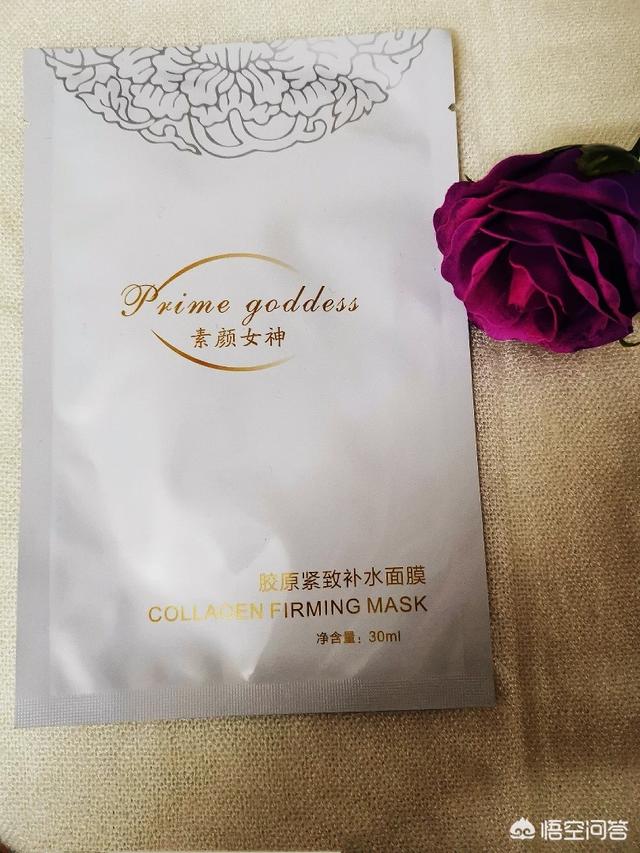 Prime goddess
素颜女神
胶原紧致补水面膜
COLLAGEN FIRMING MASK
净含量：30ml
悟空问答